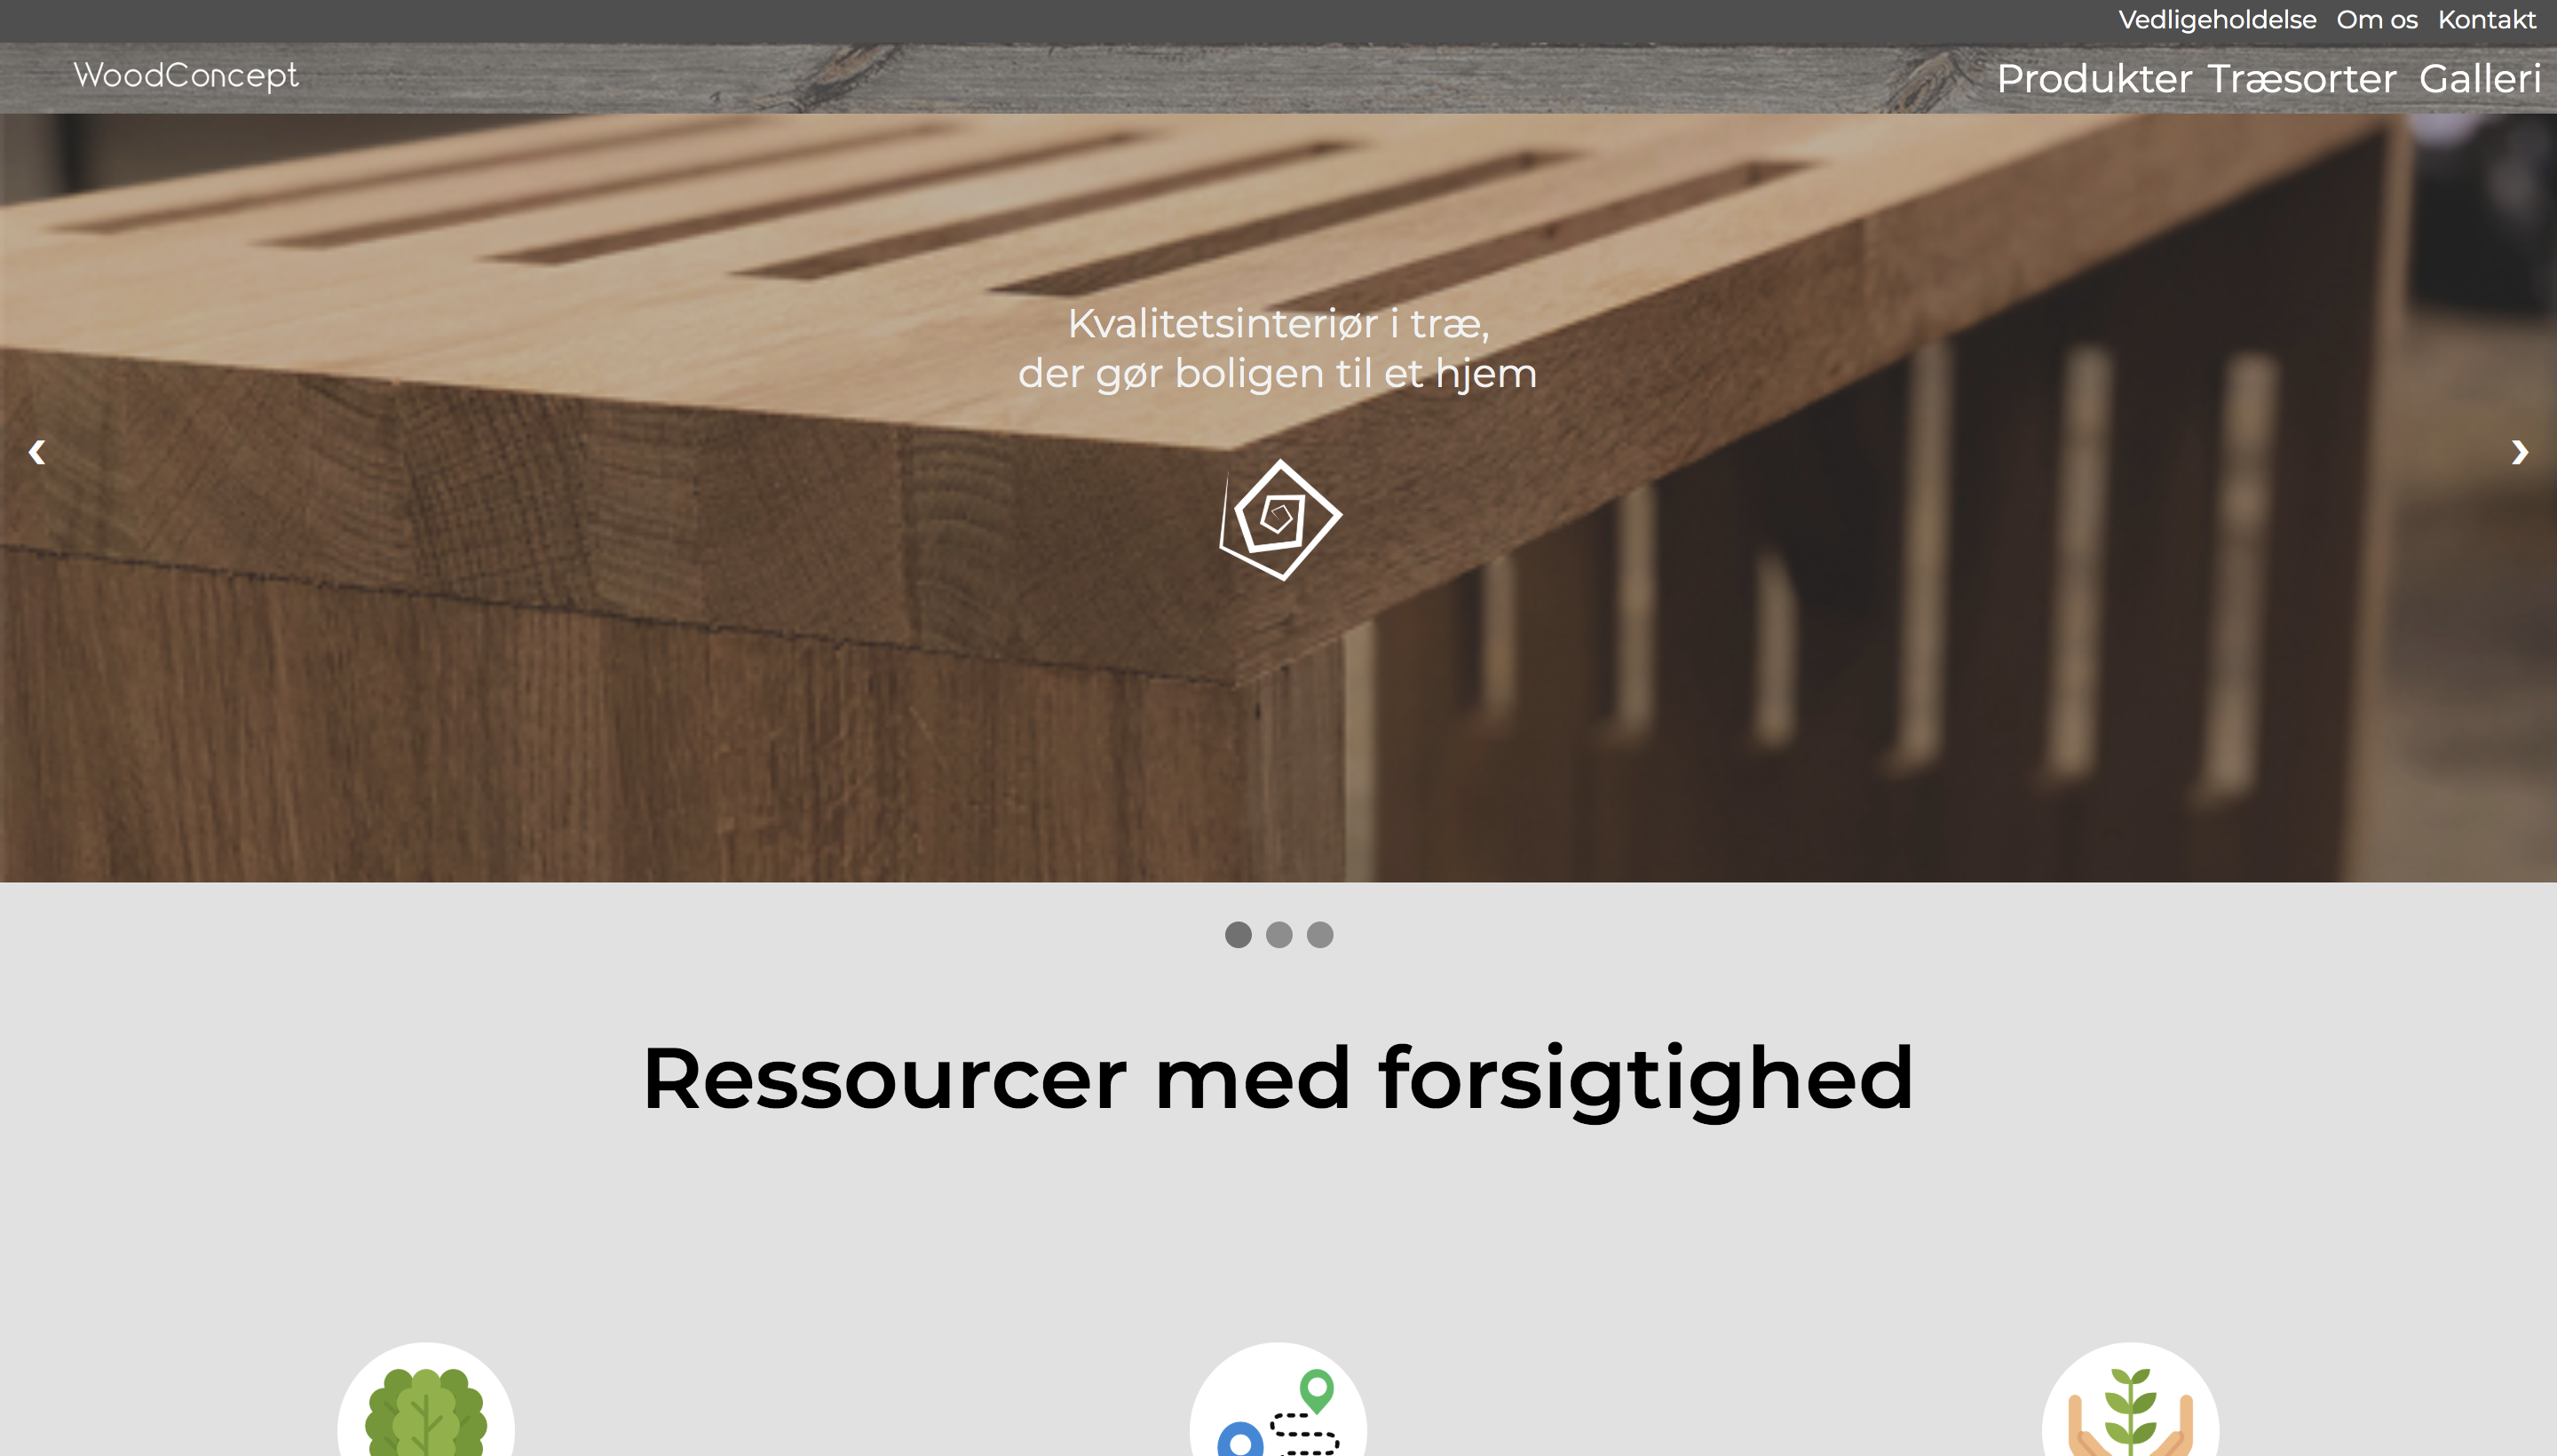 Vedligeholdelse Om os Kontakt
WoodConcept
Produkter Træsorter Galleri
Kvalitetsinteriør i træ,
der gør boligen til et hjem
Ressourcer med forsigtighed